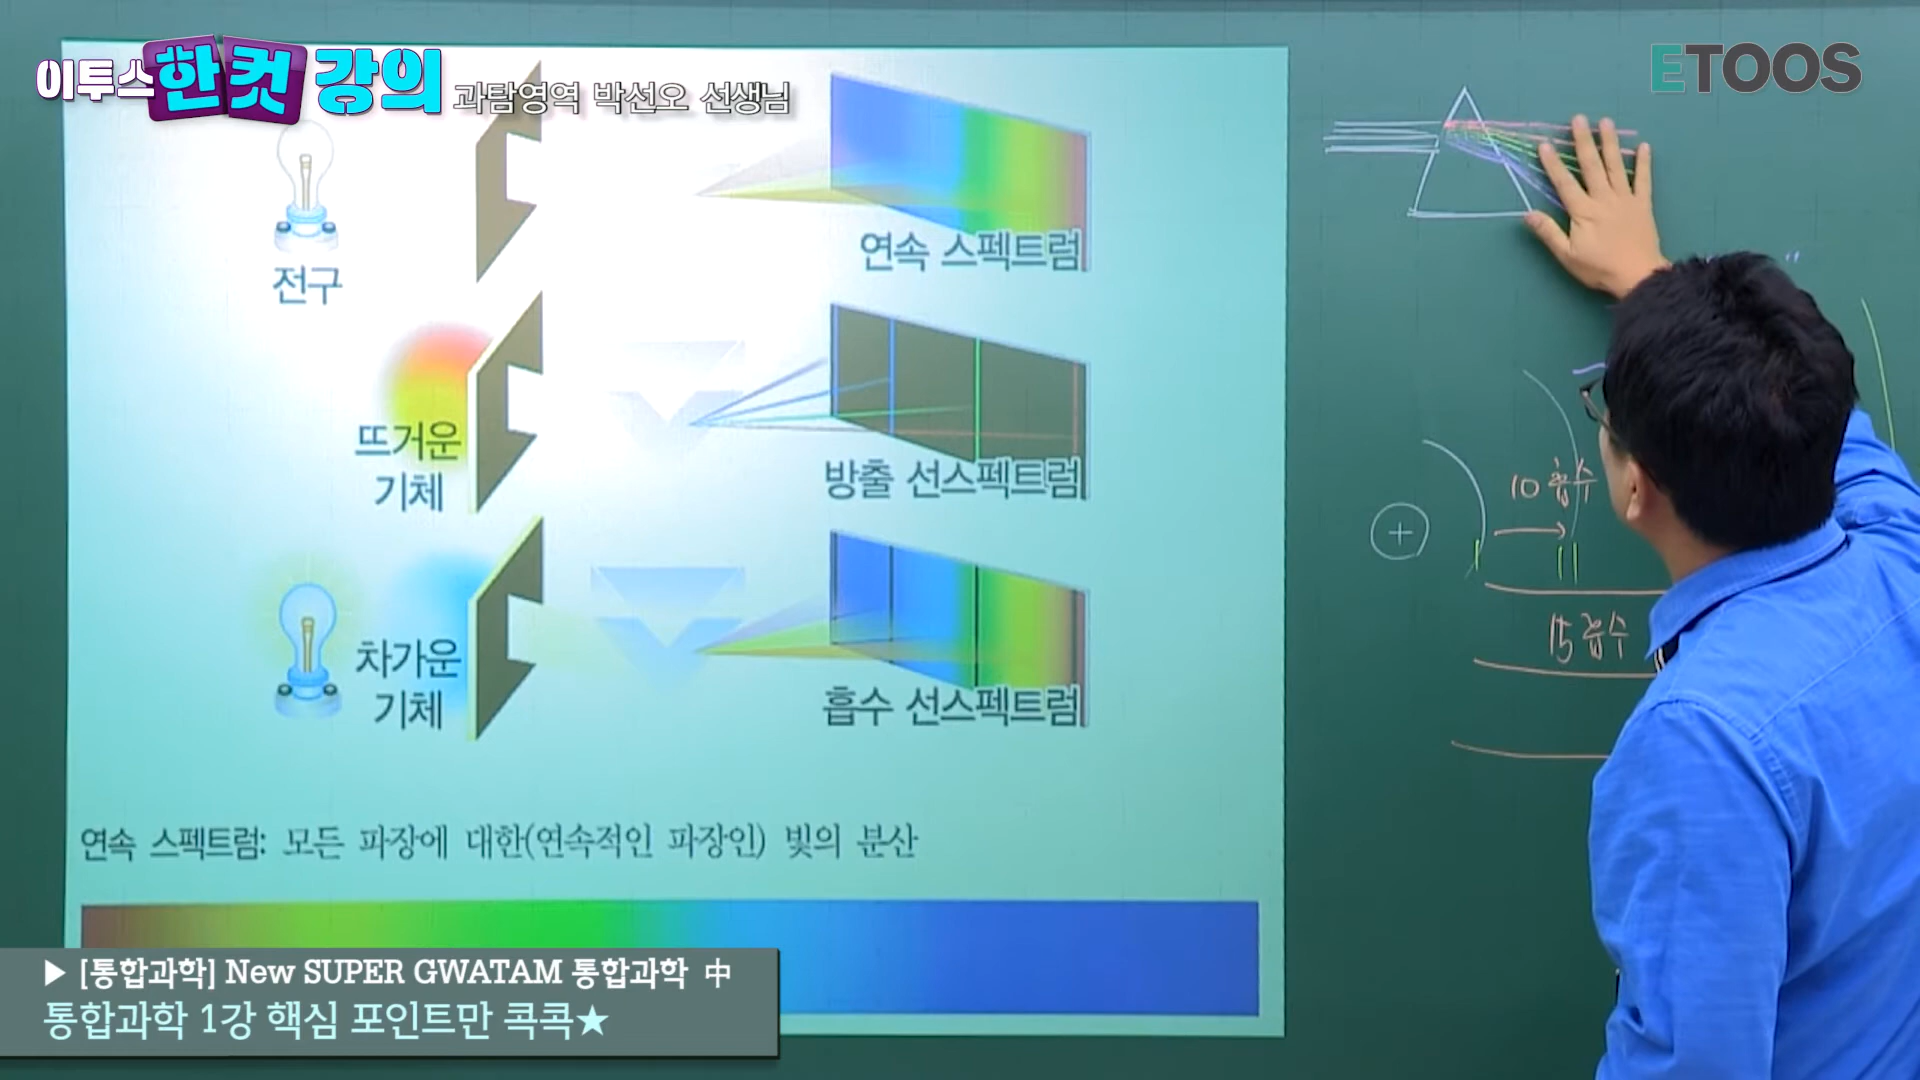 이투스 한컷 강의 과탐영역 박선오 선생님
ETOOS
전구
연속 스펙트럼
뜨거운
기체
방출 선스펙트럼
차가운
기체
흡수 선스펙트럼
연속 스펙트럼: 모든 파장에 대한(연속적인 파장인) 빛의 분산
+
10 흡수
15 흡수
▶ [통합과학] New SUPER GWATAM 통합과학 中
통합과학 1강 핵심 포인트만 콕콕★